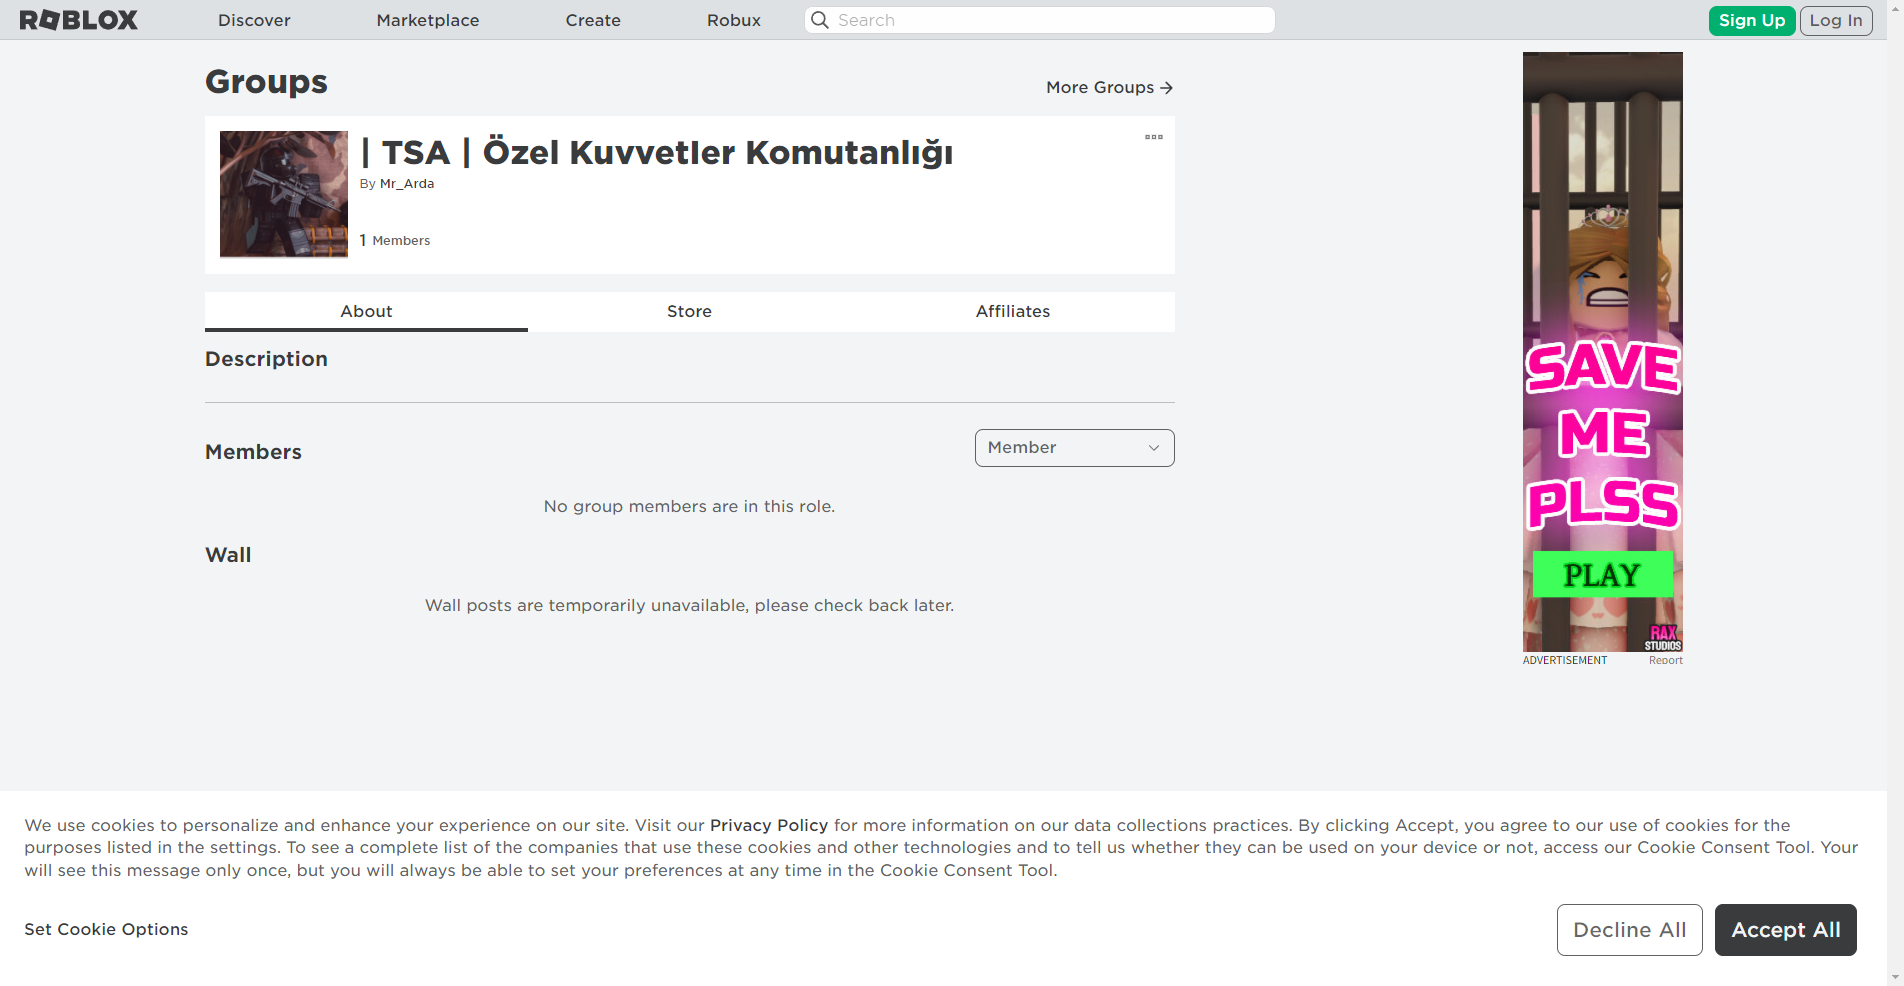 ROBLOX Discover Marketplace Create Robux Search Sign Up Log In
Groups
More Groups
| TSA | Özel Kuvvetler Komutanlığı
By Mr_Arda
1 Members
About Store Affiliates
Description
Members
Member
No group members are in this role.
Wall
Wall posts are temporarily unavailable, please check back later.
SAVE
ME
PLSS
PLAY
RAX
STUDIOS
ADVERTISEMENT Report
We use cookies to personalize and enhance your experience on our site. Visit our Privacy Policy for more information on our data collections practices. By clicking Accept, you agree to our use of cookies for the
purposes listed in the settings. To see a complete list of the companies that use these cookies and other technologies and to tell us whether they can be used on your device or not, access our Cookie Consent Tool. Your
will see this message only once, but you will always be able to set your preferences at any time in the Cookie Consent Tool.
Set Cookie Options
Decline All
Accept All